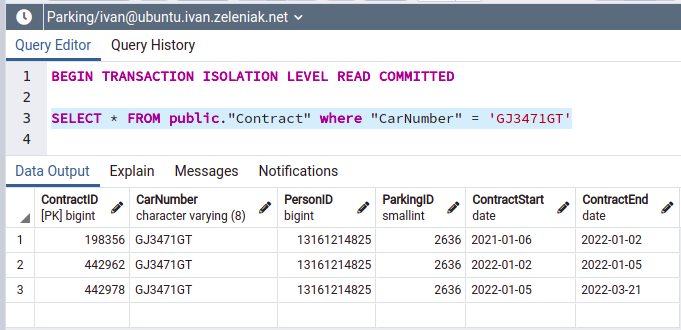 Parking/ivan@ubuntu.ivan.zeleniak.net
Query Editor Query History
1 BEGIN TRANSACTION ISOLATION LEVEL READ COMMITTED
2
3 SELECT * FROM public."Contract" where "CarNumber" = 'GJ3471GT'
4
Data Output Explain Messages Notifications
ContractID CarNumber PersonID ParkingID ContractStart ContractEnd
[PK] bigint character varying (8) bigint smallint date date
1 198356 GJ3471GT 13161214825 2636 2021-01-06 2022-01-02
2 442962 GJ3471GT 13161214825 2636 2022-01-02 2022-01-05
3 442978 GJ3471GT 13161214825 2636 2022-01-05 2022-03-21